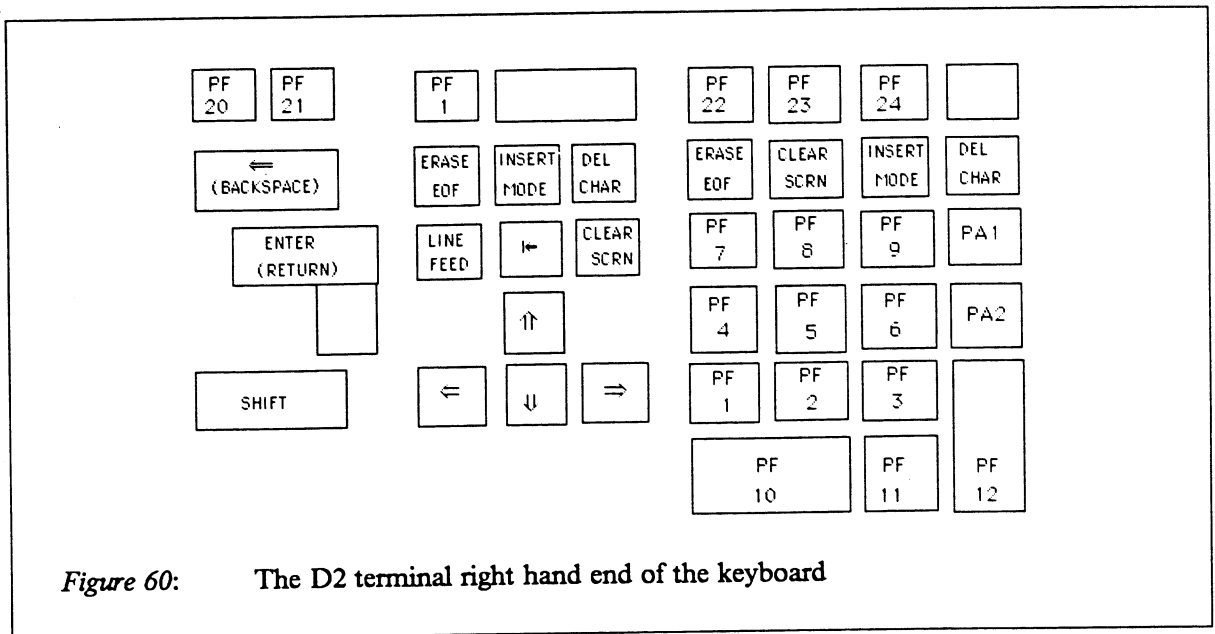 PF 20
PF 21
PF 1
PF 22
PF 23
PF 24
⇐
(BACKSPACE)
ERASE
EOF
INSERT
MODE
DEL
CHAR
ERASE
EOF
CLEAR
SCRN
INSERT
MODE
DEL
CHAR
ENTER
(RETURN)
LINE
FEED
I←
CLEAR
SCRN
PF
7
PF
8
PF
9
PA1
⇑
PF
4
PF
5
PF
6
PA2
SHIFT
⇐
⇓
⇒
PF
1
PF
2
PF
3
PF
10
PF
11
PF
12
Figure 60: The D2 terminal right hand end of the keyboard